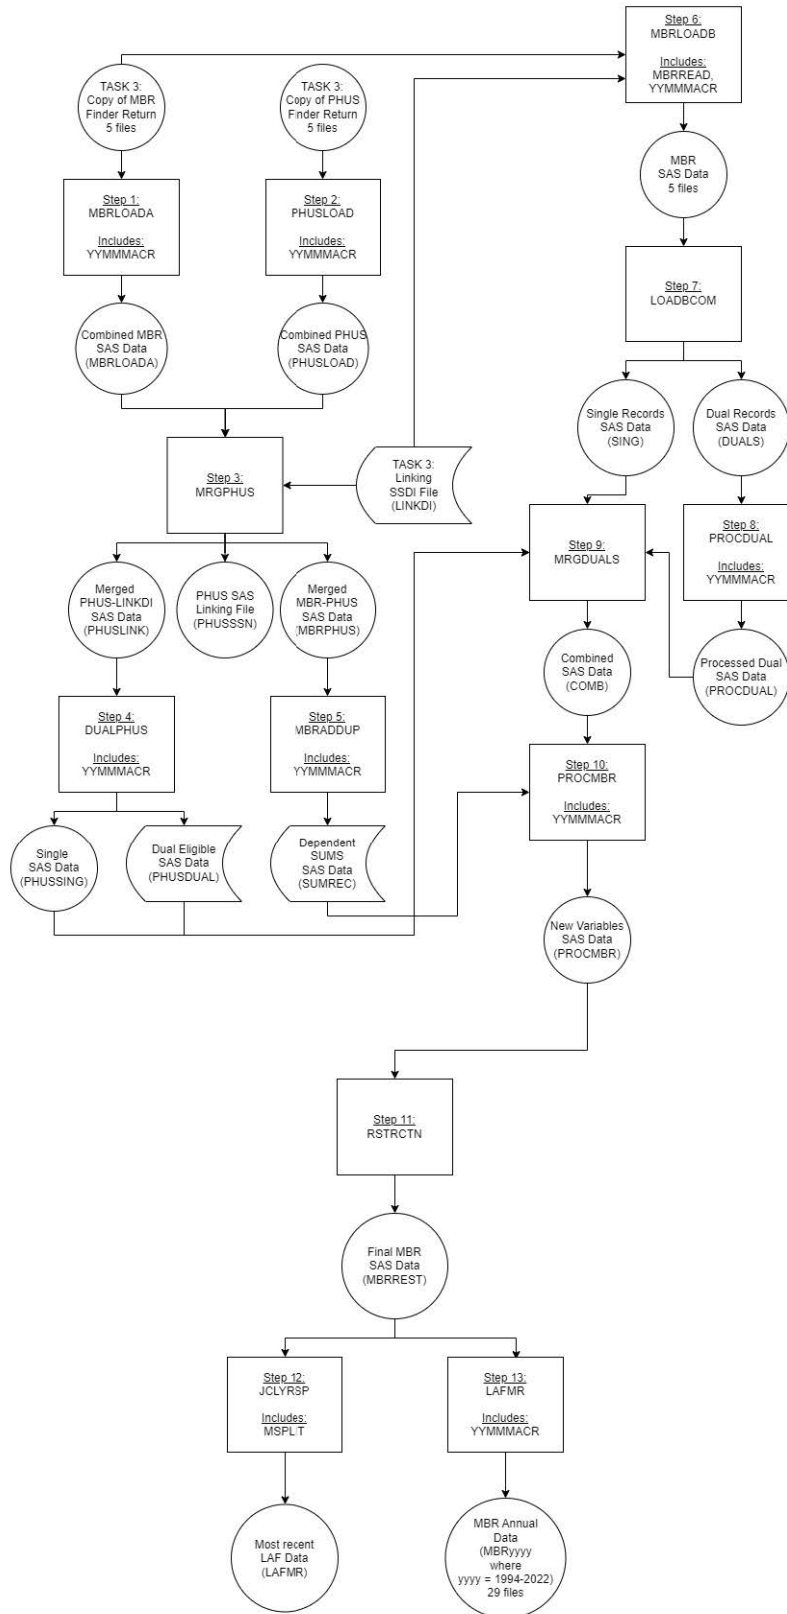 Step 6:
MBRLOADB
Includes:
MBRREAD,
YYMMMACR
TASK 3:
Copy of MBR
Finder Return
5 files
TASK 3:
Copy of PHUS
Finder Return
5 files
MBR
SAS Data
5 files
Step 1:
MBRLOADA
Includes:
YYMMMACR
Step 2:
PHUSLOAD
Includes:
YYMMMACR
Step 7:
LOADBCOM
Combined MBR
SAS Data
(MBRLOADA)
Combined PHUS
SAS Data
(PHUSLOAD)
Single Records
SAS Data
(SING)
Dual Records
SAS Data
(DUALS)
Step 3:
MRGPHUS
TASK 3:
Linking
SSDI File
(LINKDI)
Step 9:
MRGDUALS
Step 8:
PROCDUAL
Includes:
YYMMMACR
Merged
PHUS-LINKDI
SAS Data
(PHUSLINK)
PHUS SAS
Linking File
(PHUSSSN)
Merged
MBR-PHUS
SAS Data
(MBRPHUS)
Combined
SAS Data
(COMB)
Processed Dual
SAS Data
(PROCDUAL)
Step 4:
DUALPHUS
Includes:
YYMMMACR
Step 5:
MBRADDUP
Includes:
YYMMMACR
Step 10:
PROCMBR
Includes:
YYMMMACR
Single
SAS Data
(PHUSSING)
Dual Eligible
SAS Data
(PHUSDUAL)
Dependent
SUMS
SAS Data
(SUMREC)
New Variables
SAS Data
(PROCMBR)
Step 11:
RSTRCTN
Final MBR
SAS Data
(MBRREST)
Step 12:
JCLYRSP
Includes:
MSPLIT
Step 13:
LAFMR
Includes:
YYMMMACR
Most recent
LAF Data
(LAFMR)
MBR Annual
Data
(MBRyyyy
where
yyyy = 1994-2022)
29 files